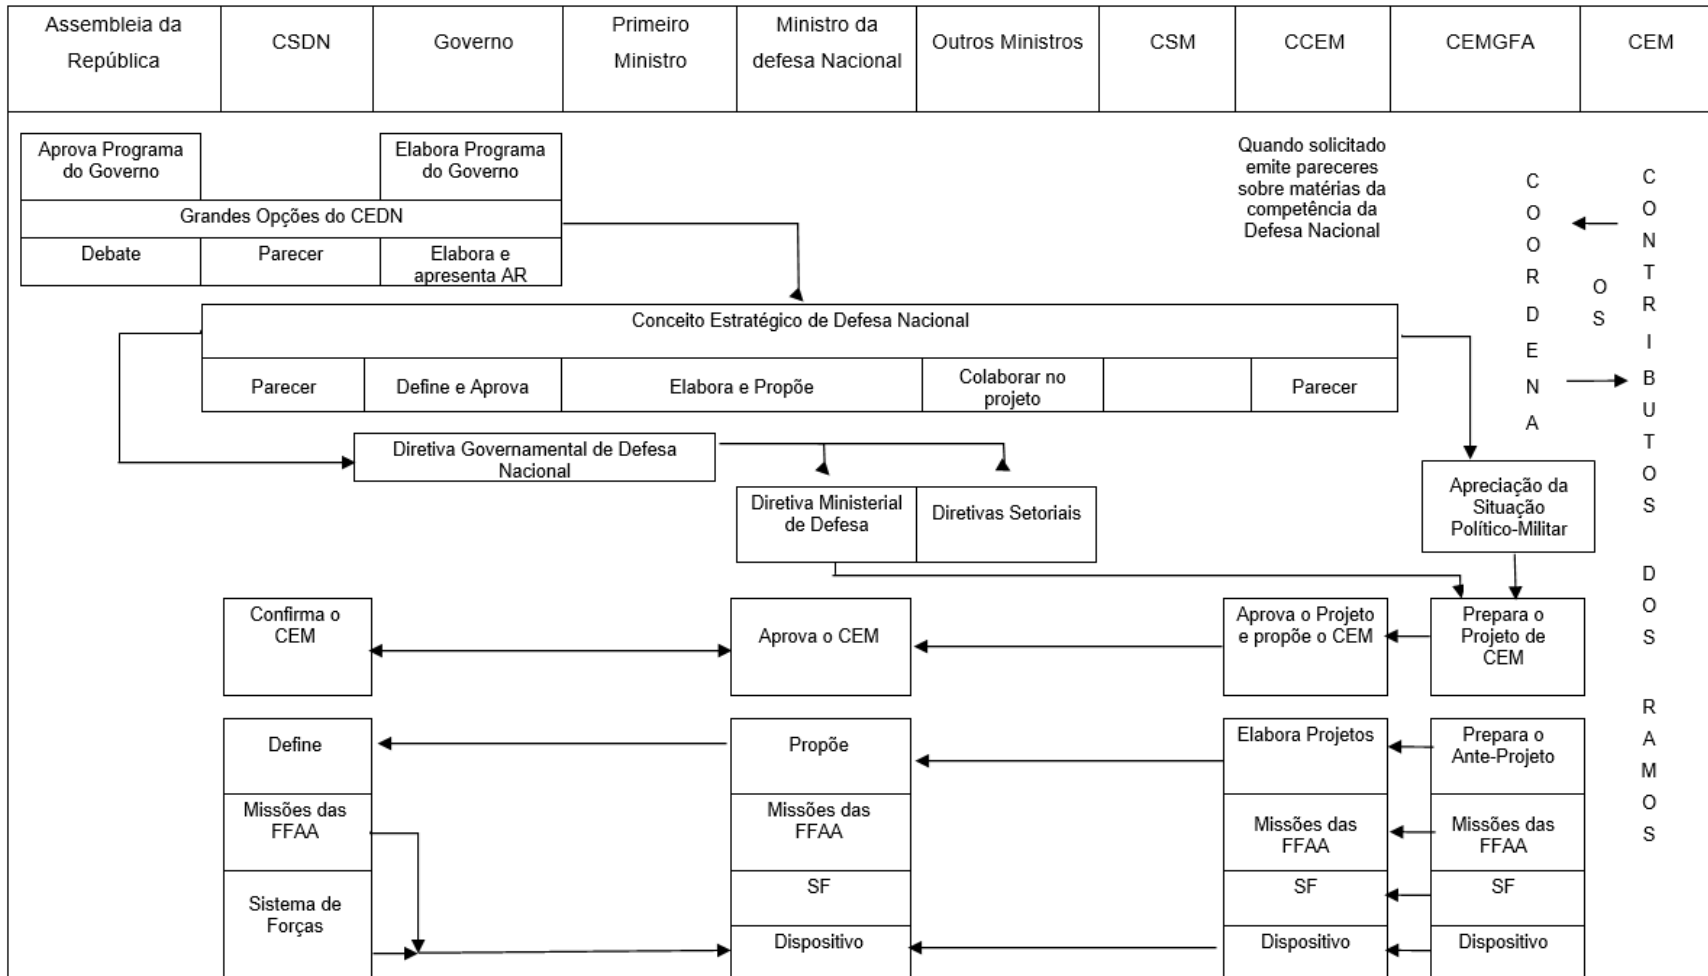 Assembleia da
República
CSDN
Governo
Primeiro
Ministro
Ministro da
defesa Nacional
Outros Ministros
CSM
CCEM
CEMGFA
CEM
Aprova Programa
do Governo
Elabora Programa
do Governo
Quando solicitado
emite pareceres
sobre matérias da
competência da
Defesa Nacional
Grandes Opções do CEDN
Debate
Parecer
Elabora e
apresenta AR
COORDENA
OS
CONTRIBUTOS DOS RAMOS
Conceito Estratégico de Defesa Nacional
Parecer
Define e Aprova
Elabora e Propõe
Colaborar no
projeto
Parecer
Diretiva Governamental de Defesa
Nacional
Diretiva Ministerial
de Defesa
Diretivas Setoriais
Apreciação da
Situação
Político-Militar
Confirma o
CEM
Aprova o CEM
Aprova o Projeto
e propõe o CEM
Prepara o
Projeto de
CEM
Define
Propõe
Elabora Projetos
Prepara o
Ante-Projeto
Missões das
FFAA
Missões das
FFAA
Missões das
FFAA
Missões das
FFAA
Sistema de
Forças
SF
SF
SF
Dispositivo
Dispositivo
Dispositivo